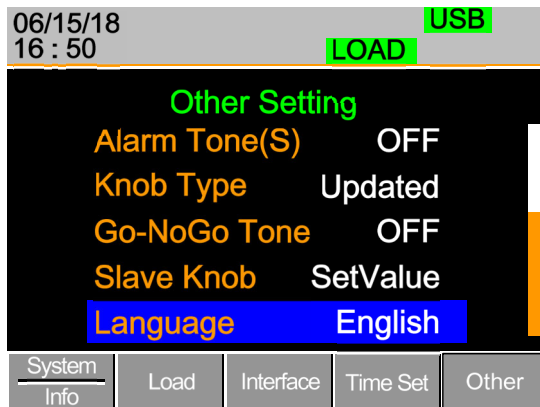 06/15/18 USB
16 : 50 LOAD
Other Setting
Alarm Tone(S) OFF
Knob Type Updated
Go-NoGo Tone OFF
Slave Knob SetValue
Language English
System
Info
Load
Interface
Time Set
Other